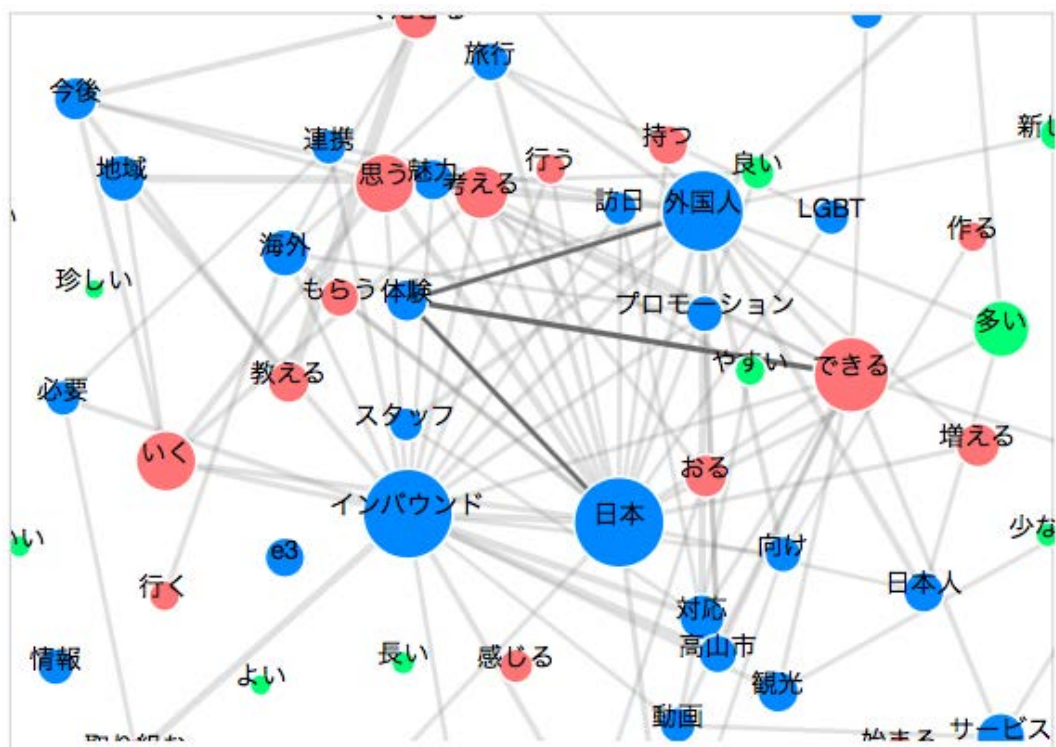 旅行
今後
連携
持つ
新し
地域
思う
魅力
考える
行う
良い
訪日
外国人
LGBT
作る
海外
珍しい
もらう
体験
プロモーション
多い
教える
やすい
できる
必要
スタッフ
増える
いく
おる
インバウンド
日本
e3
向け
少な
日本人
行く
対応
情報
よい
長い
感じる
高山市
観光
動画
サービス